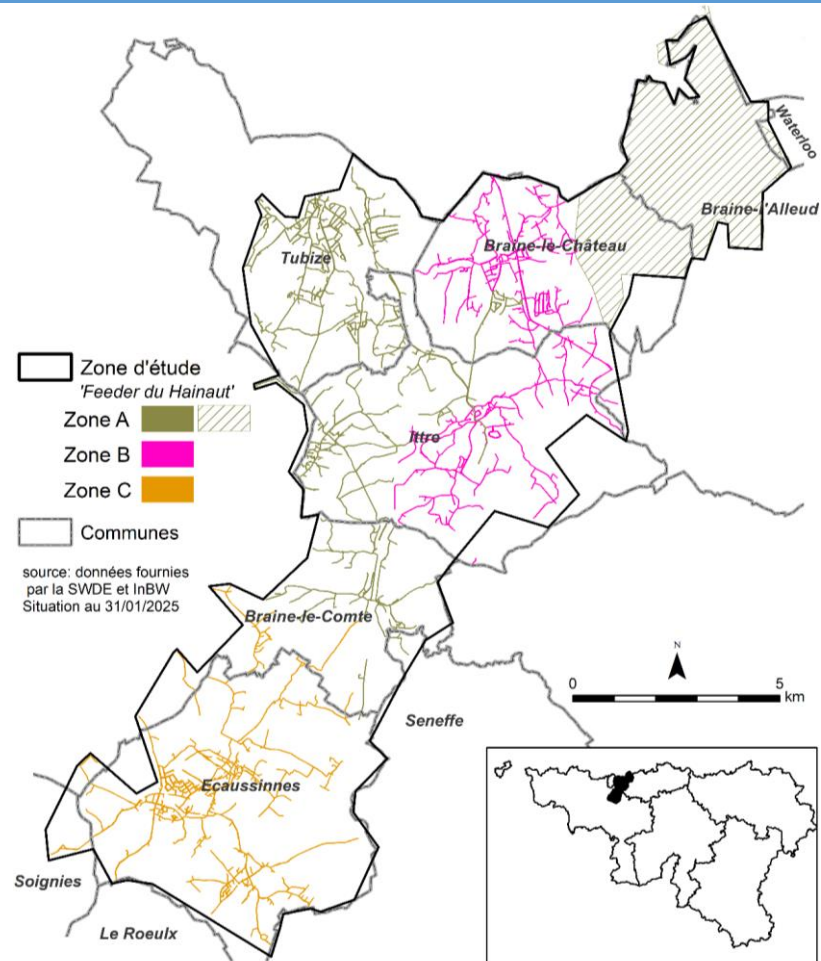 Waterloo
Braine-l'Alleud
Braine-le-Château
Tubize
Zone d'étude
'Feeder du Hainaut'
Zone A
Zone B
Zone C
Communes
source: données fournies
par la SWDE et InBW
Situation au 31/01/2025
Ittre
Braine-le-Comte
N
0 5
km
Seneffe
Ecaussinnes
Soignies
Le Roeulx